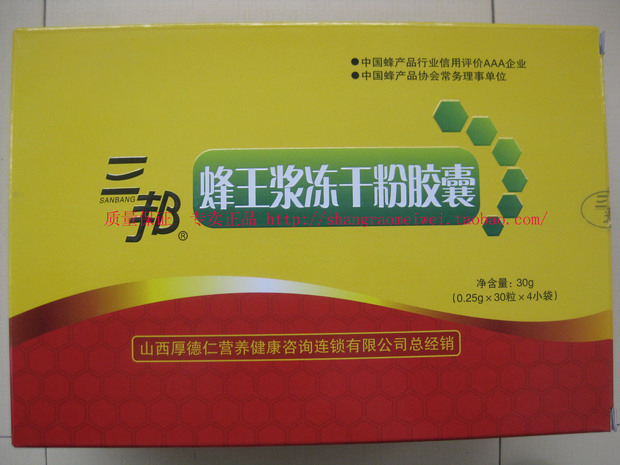 ●中国蜂产品行业信用评价AAA企业
●中国蜂产品协会常务理事单位
三邦®
SANBANG
蜂王浆冻干粉胶囊
质量保证 专卖正品 http://shangraomeiwei.taobao.com/
净含量：30g
(0.25g×30粒×4小袋)
山西厚德仁营养健康咨询连锁有限公司总经销